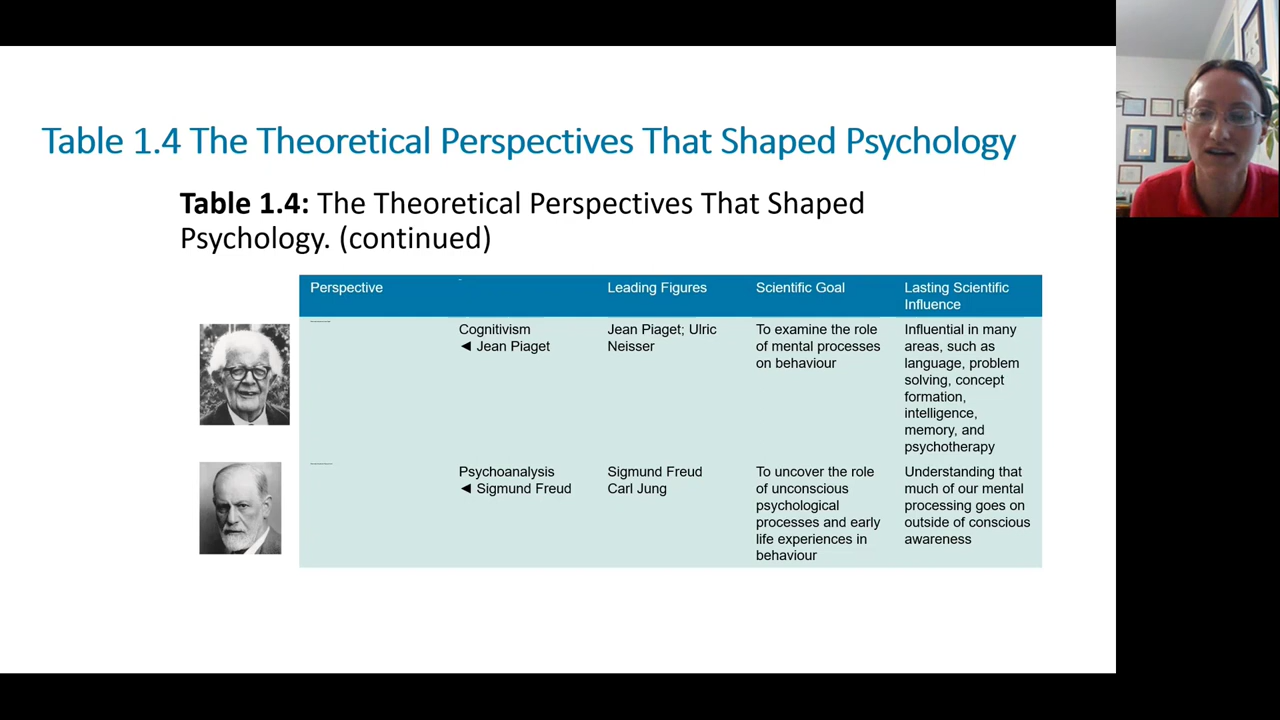 Table 1.4 The Theoretical Perspectives That Shaped Psychology
Table 1.4: The Theoretical Perspectives That Shaped
Psychology. (continued)
Perspective
Leading Figures
Scientific Goal
Lasting Scientific
Influence
Cognitivism
◄ Jean Piaget
Jean Piaget; Ulric
Neisser
To examine the role
of mental processes
on behaviour
Influential in many
areas, such as
language, problem
solving, concept
formation,
intelligence,
memory, and
psychotherapy
Psychoanalysis
◄ Sigmund Freud
Sigmund Freud
Carl Jung
To uncover the role
of unconscious
psychological
processes and early
life experiences in
behaviour
Understanding that
much of our mental
processing goes on
outside of conscious
awareness